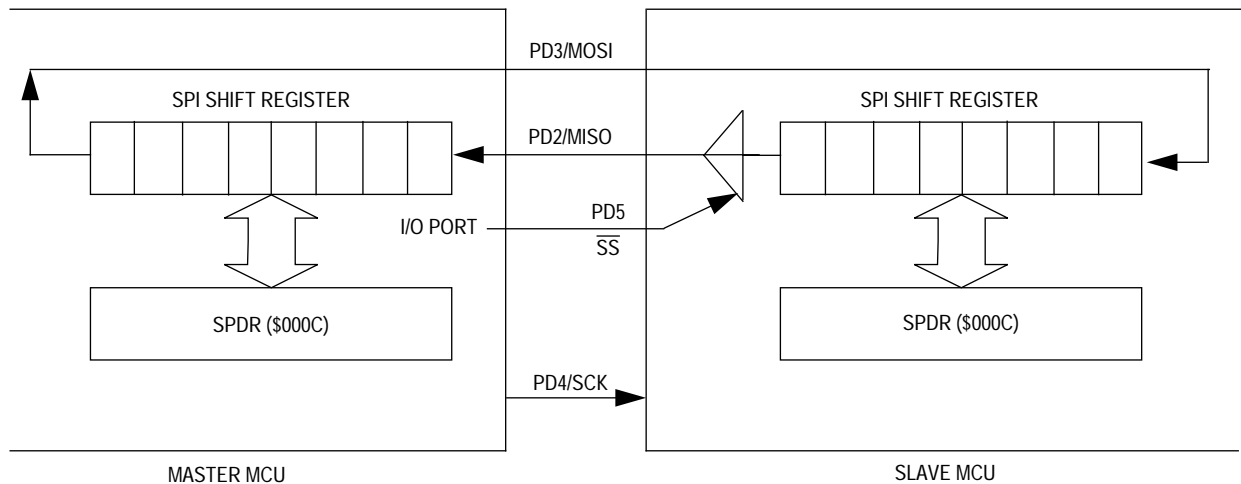 PD3/MOSI
SPI SHIFT REGISTER
SPI SHIFT REGISTER
PD2/MISO
I/O PORT
PD5
SS
SPDR ($000C)
SPDR ($000C)
PD4/SCK
MASTER MCU
SLAVE MCU